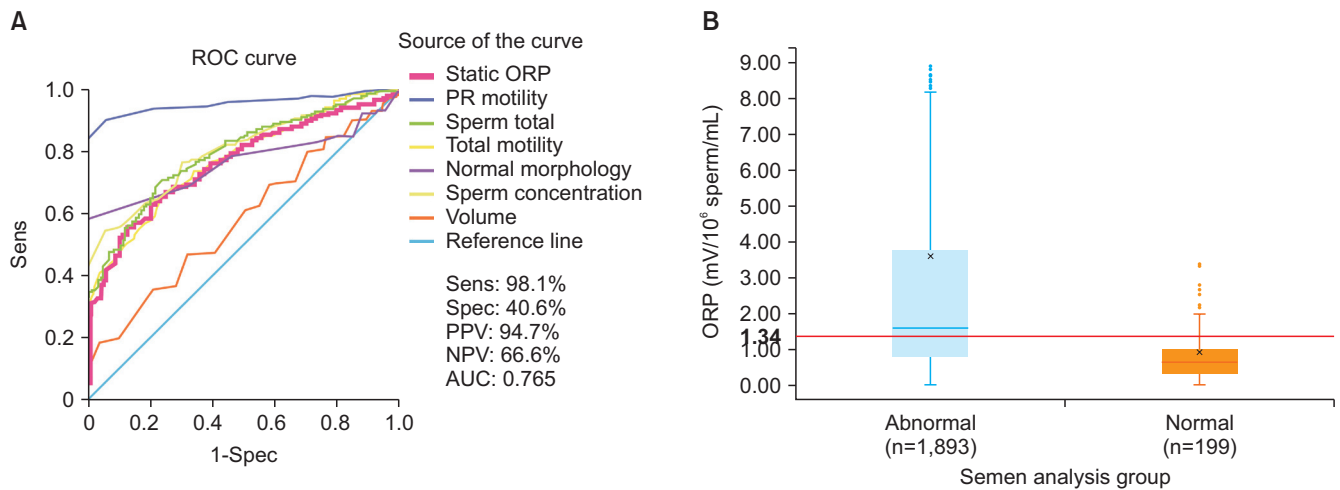 A
ROC curve
Sens
1.0
0.8
0.6
0.4
0.2
0
0 0.2 0.4 0.6 0.8 1.0
1-Spec
Source of the curve
Static ORP
PR motility
Sperm total
Total motility
Normal morphology
Sperm concentration
Volume
Reference line
Sens: 98.1%
Spec: 40.6%
PPV: 94.7%
NPV: 66.6%
AUC: 0.765
B
ORP (mV/10⁶ sperm/mL)
9.00
8.00
7.00
6.00
5.00
4.00
3.00
2.00
1.34
1.00
0.00
Abnormal Normal
(n=1,893) (n=199)
Semen analysis group